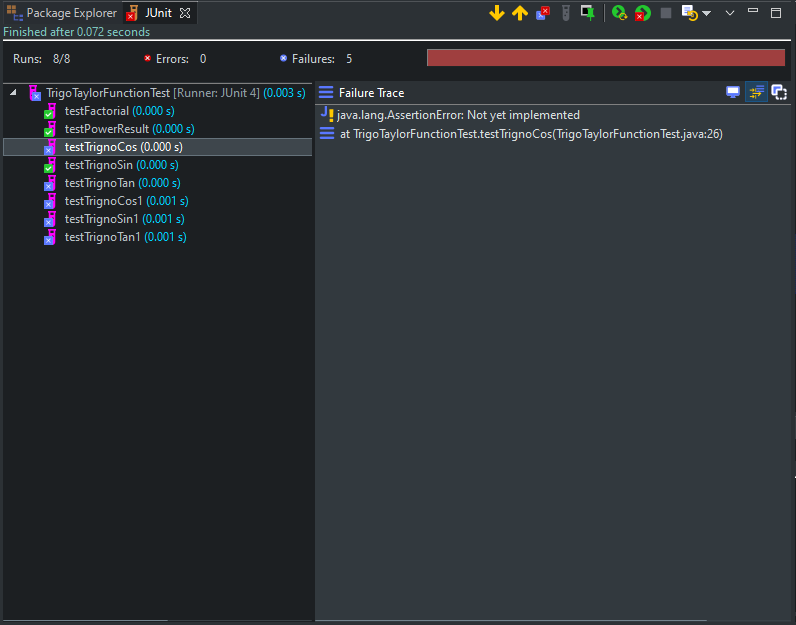 Package Explorer JUnit
Finished after 0.072 seconds
Runs: 8/8 Errors: 0 Failures: 5
TrigoTaylorFunctionTest [Runner: JUnit 4] (0.003 s)
testFactorial (0.000 s)
testPowerResult (0.000 s)
testTrignoCos (0.000 s)
testTrignoSin (0.000 s)
testTrignoTan (0.000 s)
testTrignoCos1 (0.001 s)
testTrignoSin1 (0.001 s)
testTrignoTan1 (0.001 s)
Failure Trace
java.lang.AssertionError: Not yet implemented
at TrigoTaylorFunctionTest.testTrignoCos(TrigoTaylorFunctionTest.java:26)